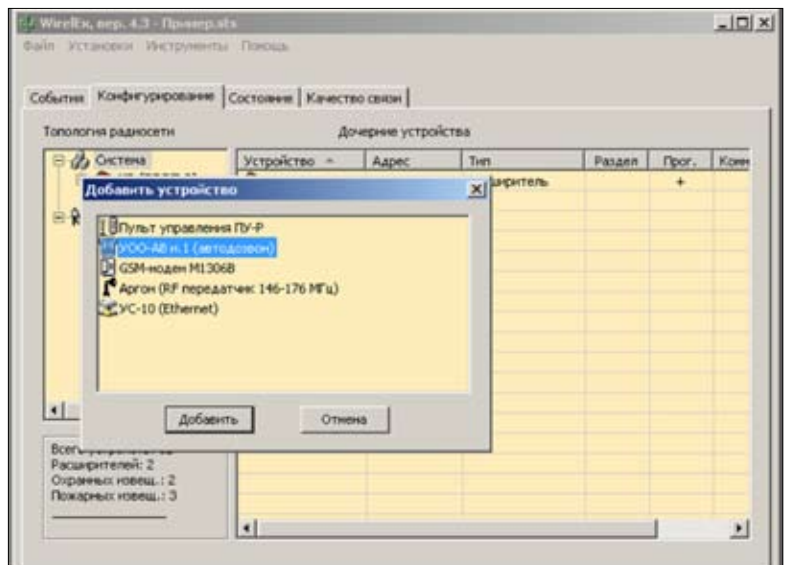 WirelEx, вер. 4.3 - Пример.sts
Файл Установки Инструменты Помощь
События Конфигурирование Состояние Качество связи
Топология радиосети
Дочерние устройства
Система
Устройство Адрес Тип Раздел Прог.
+
Добавить устройство
Пульт управления ПУ-Р
УОО-АВ и.1 (автодозвон)
GSM-модем М1306В
Аргон (RF передатчик 146-176 МГц)
УС-10 (Ethernet)
Добавить Отмена
Расширителей: 2
Охранных извещ.: 2
Пожарных извещ.: 3